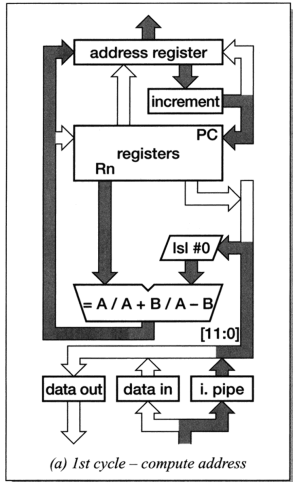 address register
increment
PC
registers
Rn
lsl #0
= A / A + B / A – B
[11:0]
data out
data in
i. pipe
(a) 1st cycle – compute address